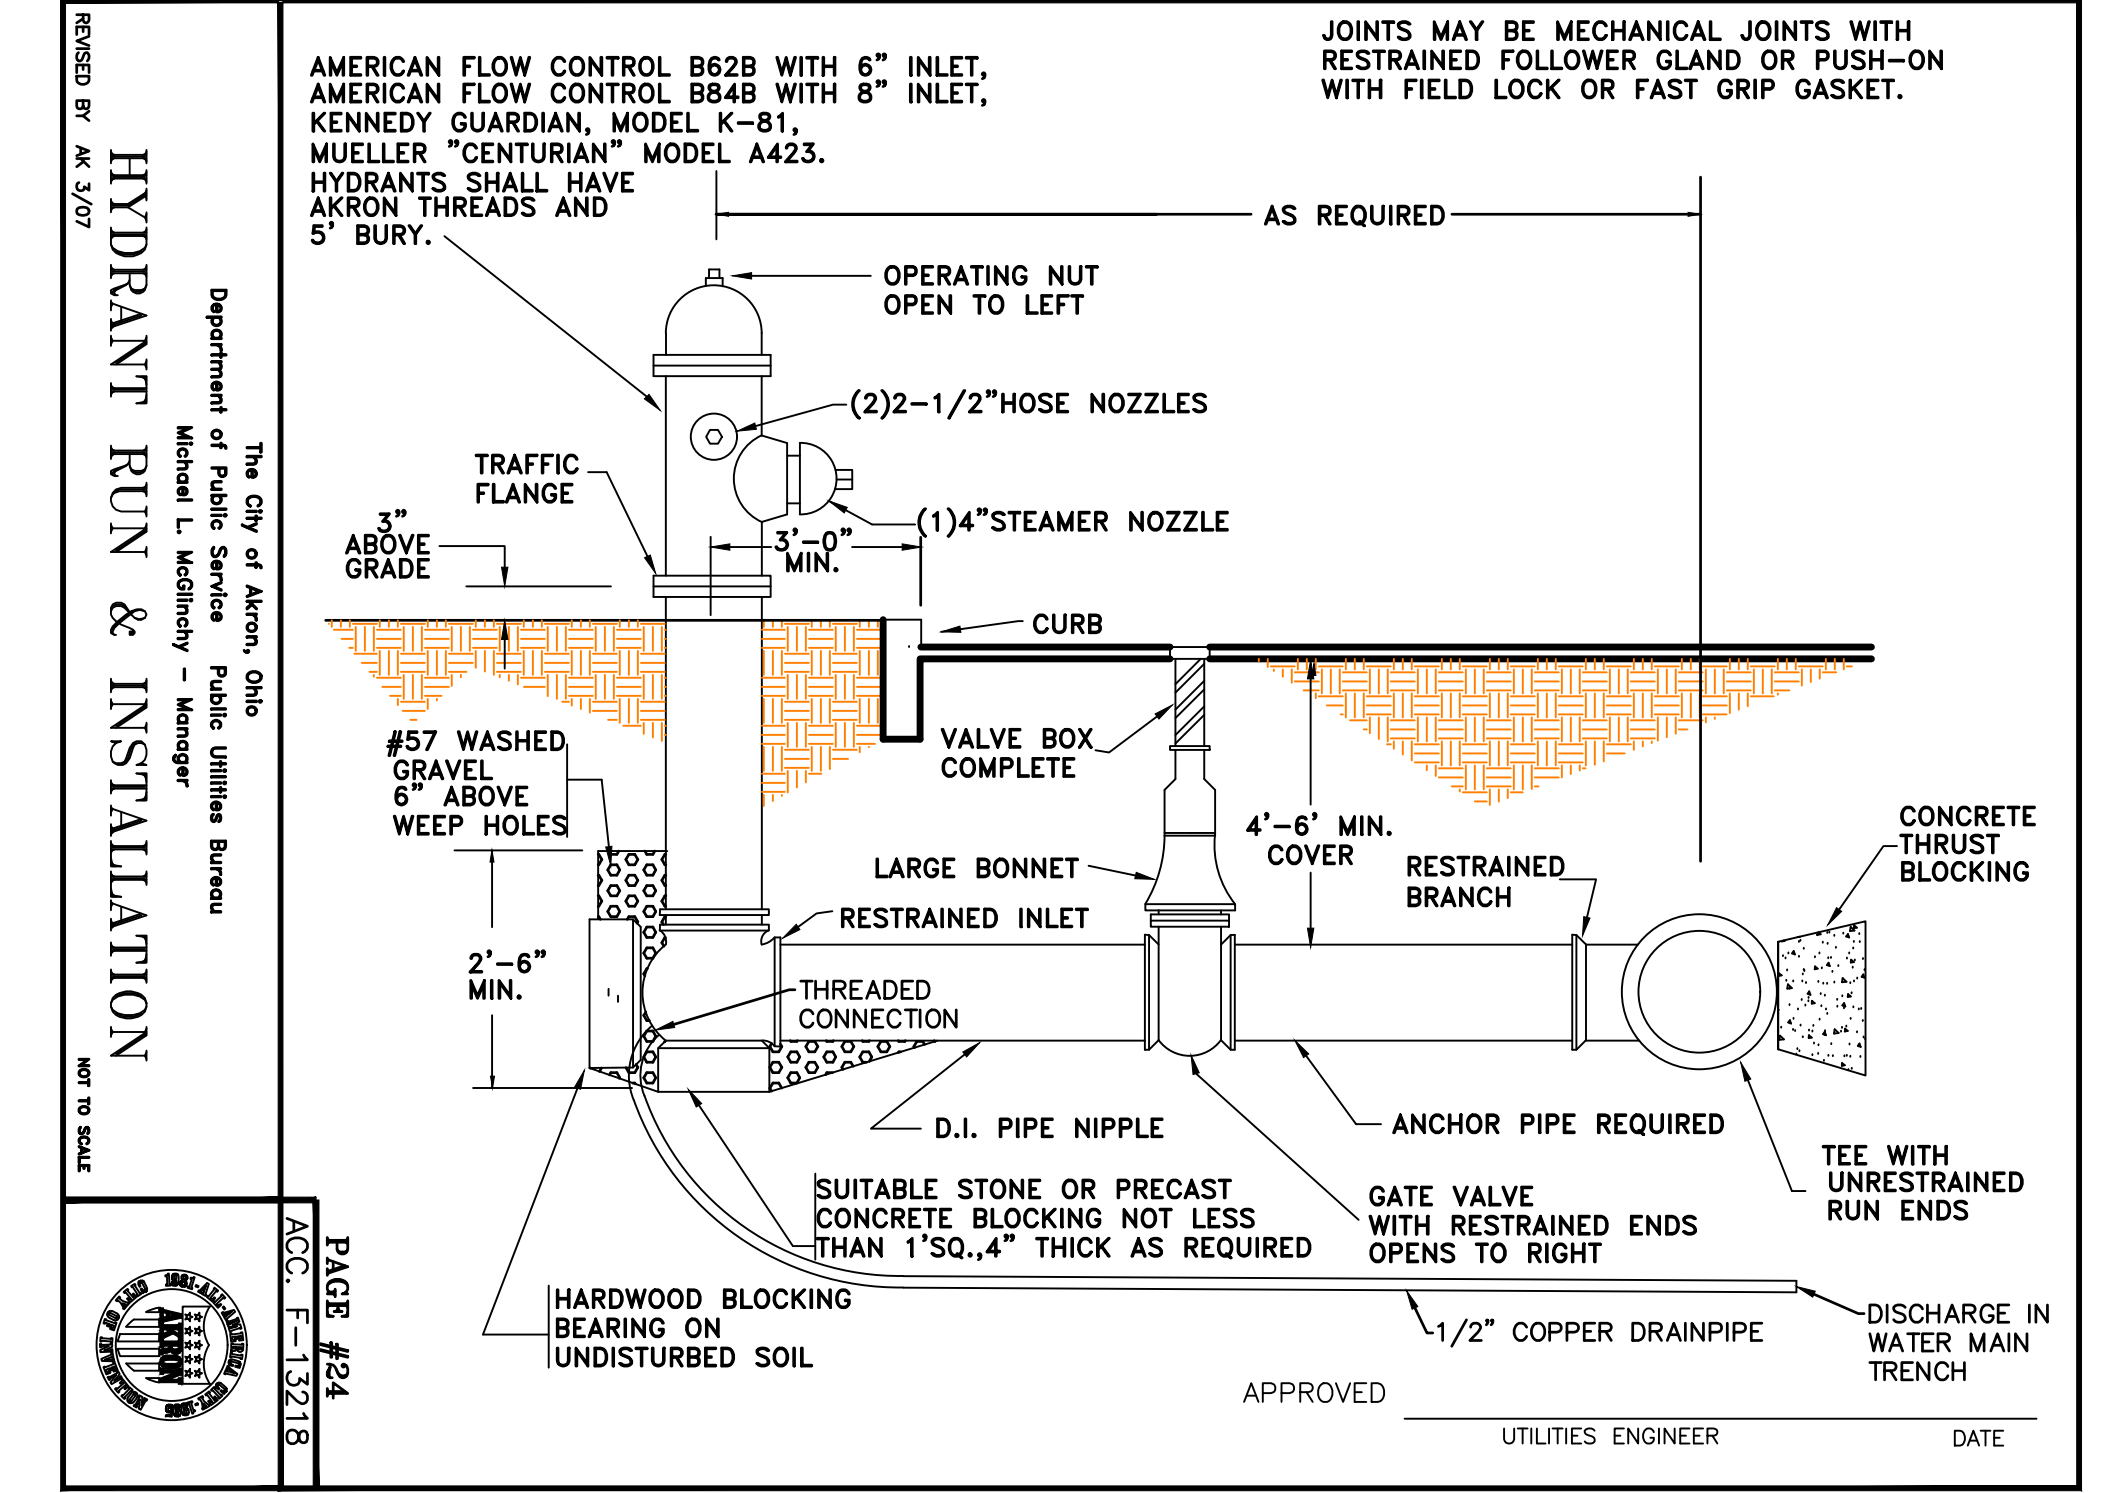 AMERICAN FLOW CONTROL B62B WITH 6" INLET,
AMERICAN FLOW CONTROL B84B WITH 8" INLET,
KENNEDY GUARDIAN, MODEL K-81,
MUELLER "CENTURIAN" MODEL A423.
HYDRANTS SHALL HAVE
AKRON THREADS AND
5' BURY.
JOINTS MAY BE MECHANICAL JOINTS WITH
RESTRAINED FOLLOWER GLAND OR PUSH-ON
WITH FIELD LOCK OR FAST GRIP GASKET.
AS REQUIRED
OPERATING NUT
OPEN TO LEFT
(2)2-1/2"HOSE NOZZLES
TRAFFIC
FLANGE
(1)4"STEAMER NOZZLE
3"
ABOVE
GRADE
3'-0"
MIN.
CURB
#57 WASHED
GRAVEL
6" ABOVE
WEEP HOLES
VALVE BOX
COMPLETE
4'-6' MIN.
COVER
LARGE BONNET
RESTRAINED
BRANCH
CONCRETE
THRUST
BLOCKING
RESTRAINED INLET
2'-6"
MIN.
THREADED
CONNECTION
D.I. PIPE NIPPLE
ANCHOR PIPE REQUIRED
TEE WITH
UNRESTRAINED
RUN ENDS
SUITABLE STONE OR PRECAST
CONCRETE BLOCKING NOT LESS
THAN 1'SQ.,4" THICK AS REQUIRED
GATE VALVE
WITH RESTRAINED ENDS
OPENS TO RIGHT
HARDWOOD BLOCKING
BEARING ON
UNDISTURBED SOIL
1/2" COPPER DRAINPIPE
DISCHARGE IN
WATER MAIN
TRENCH
APPROVED
UTILITIES ENGINEER
DATE
The City of Akron, Ohio
Department of Public Service Public Utilities Bureau
Michael L. McGlinchy - Manager
HYDRANT RUN & INSTALLATION
REVISED BY AK 3/07
NOT TO SCALE
PAGE #24
ACC. F-13218
1981-ALL-AMERICA CITY-1995
CITY OF INVENTION
AKRON